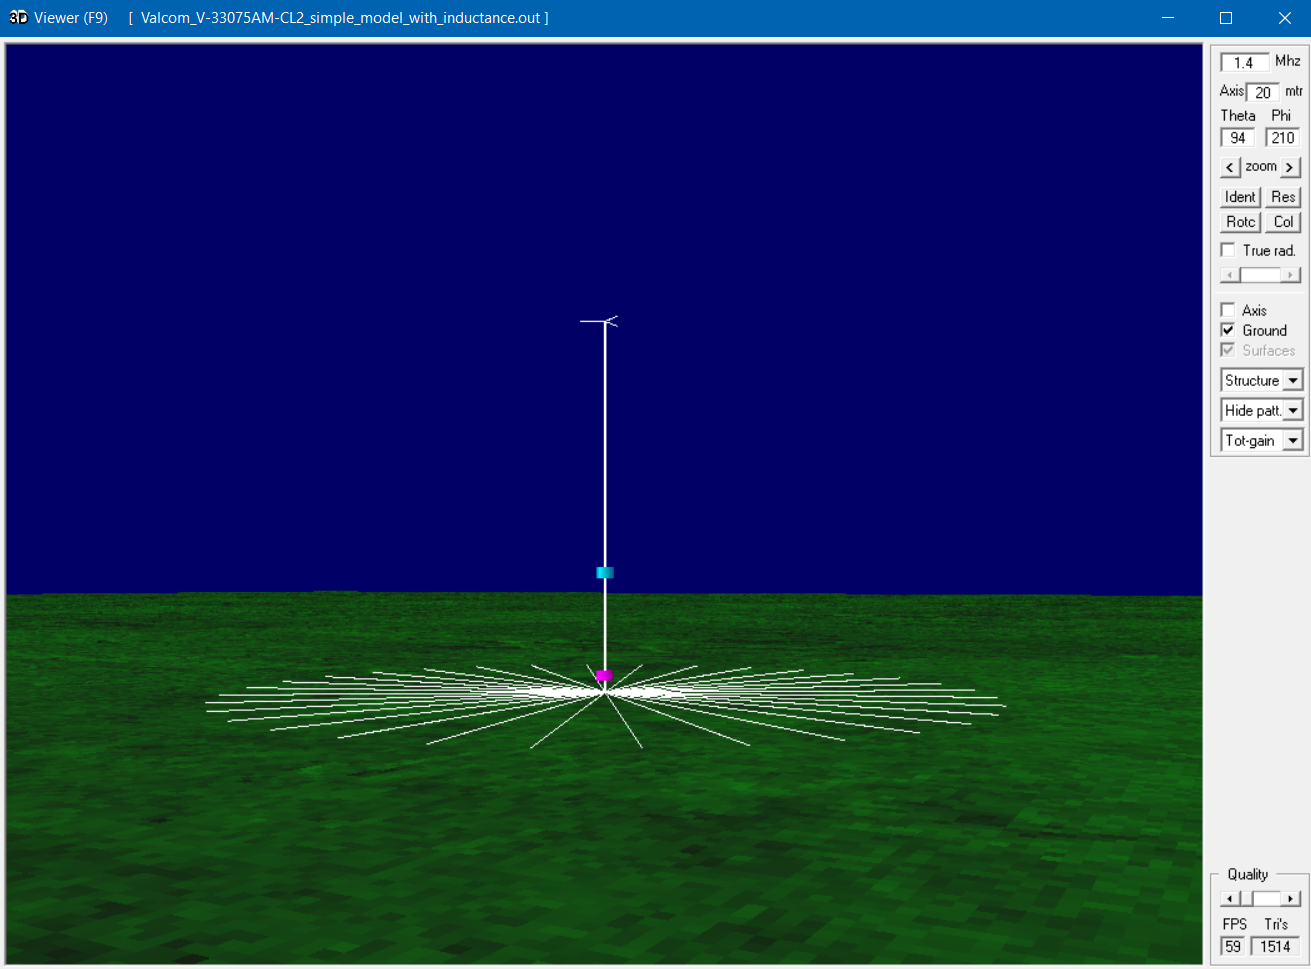 3D Viewer (F9) [ Valcom_V-33075AM-CL2_simple_model_with_inductance.out ]
1.4 Mhz
Axis 20 mtr
Theta Phi
94 210
< zoom >
Ident Res
Rotc Col
True rad.
Axis
Ground
Surfaces
Structure
Hide patt.
Tot-gain
Quality
FPS Tri's
59 1514